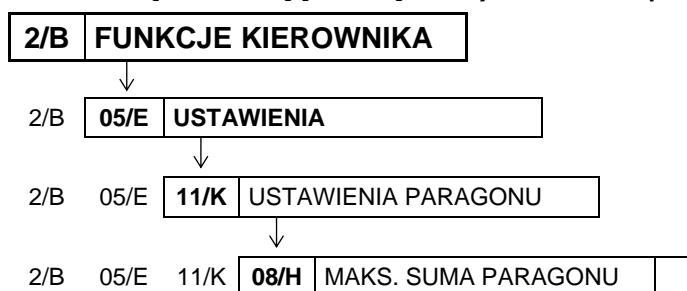 2/B FUNKCJE KIEROWNIKA
2/B 05/E USTAWIENIA
2/B 05/E 11/K USTAWIENIA PARAGONU
2/B 05/E 11/K 08/H MAKS. SUMA PARAGONU